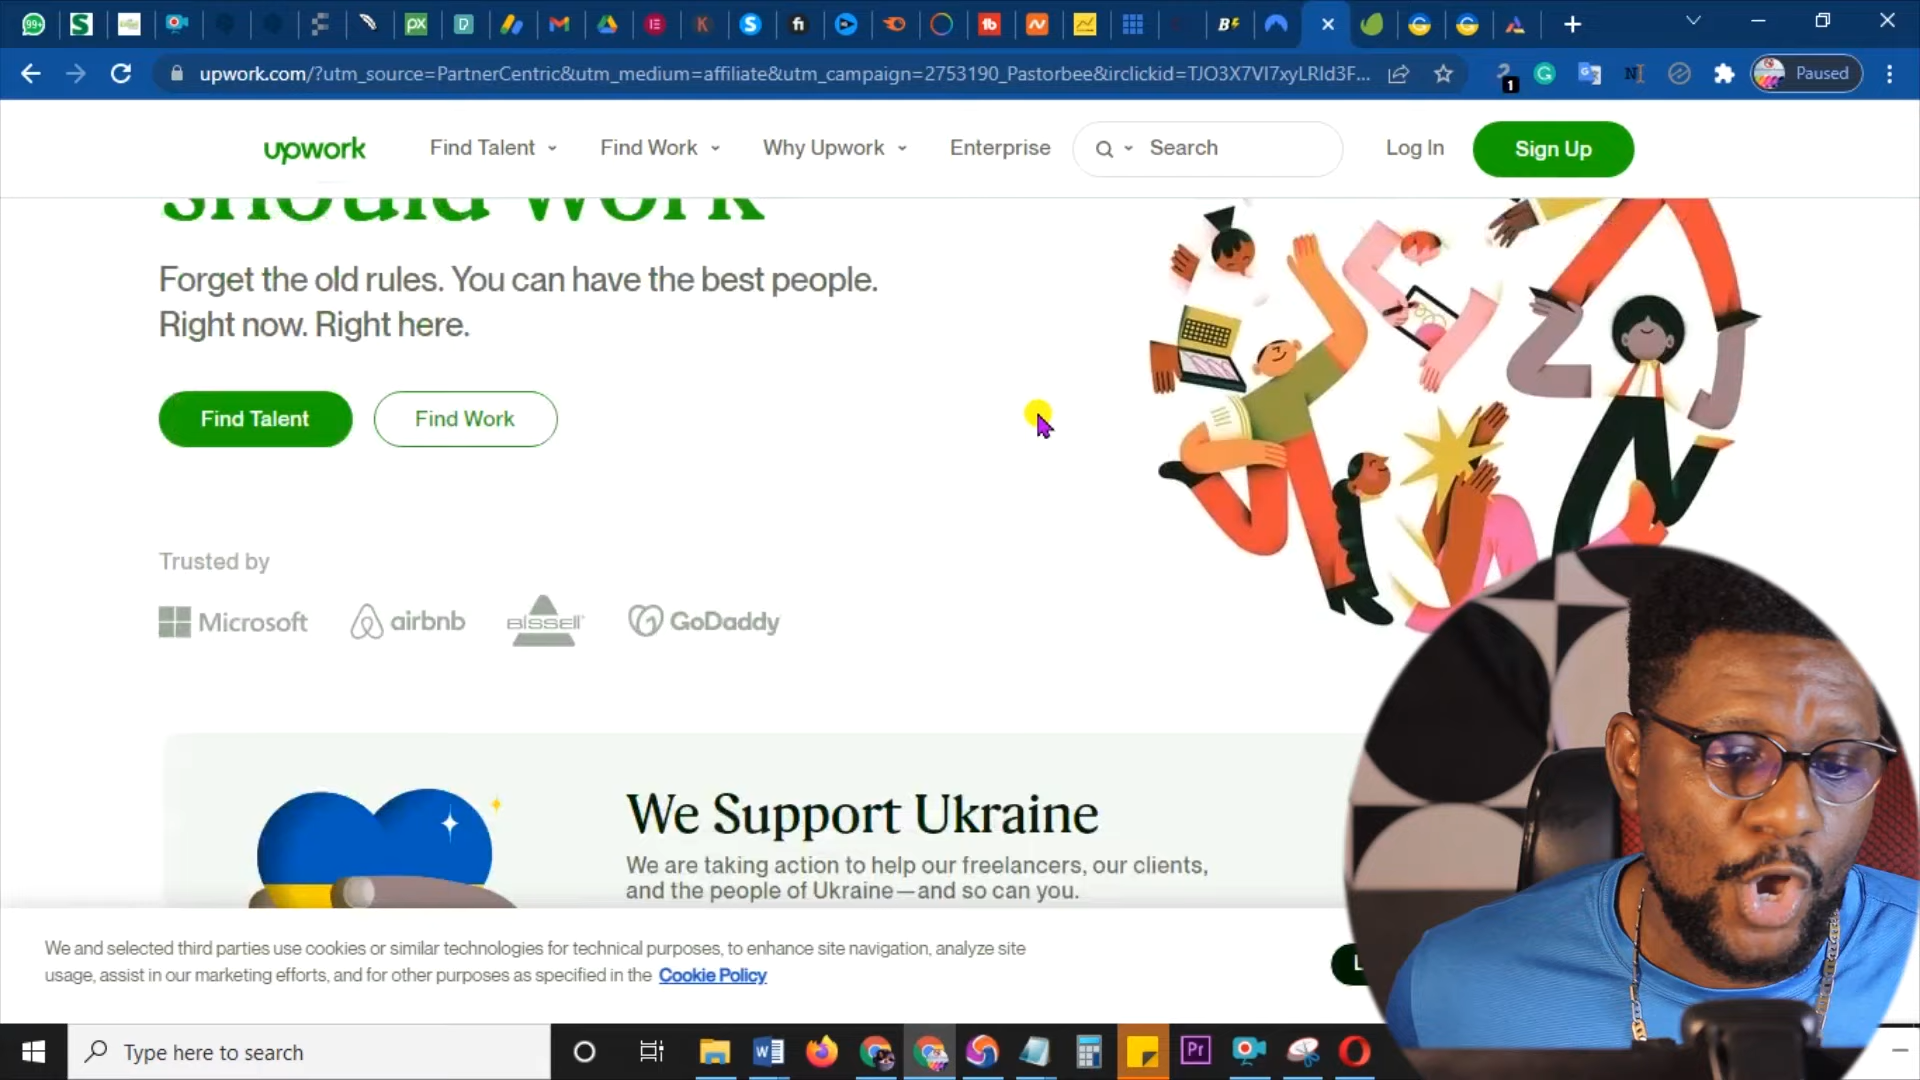 upwork.com/?utm_source=PartnerCentric&utm_medium=affiliate&utm_campaign=2753190_Pastorbee&irclickid=TJO3X7VI7xyLRId3F...
1
Paused
upwork
Find Talent
Find Work
Why Upwork
Enterprise
Search
Log In
Sign Up
should work
Forget the old rules. You can have the best people.
Right now. Right here.
Find Talent
Find Work
Trusted by
Microsoft
airbnb
BISSELL
GoDaddy
We Support Ukraine
We are taking action to help our freelancers, our clients,
and the people of Ukraine—and so can you.
We and selected third parties use cookies or similar technologies for technical purposes, to enhance site navigation, analyze site
usage, assist in our marketing efforts, and for other purposes as specified in the Cookie Policy
Type here to search
Pr